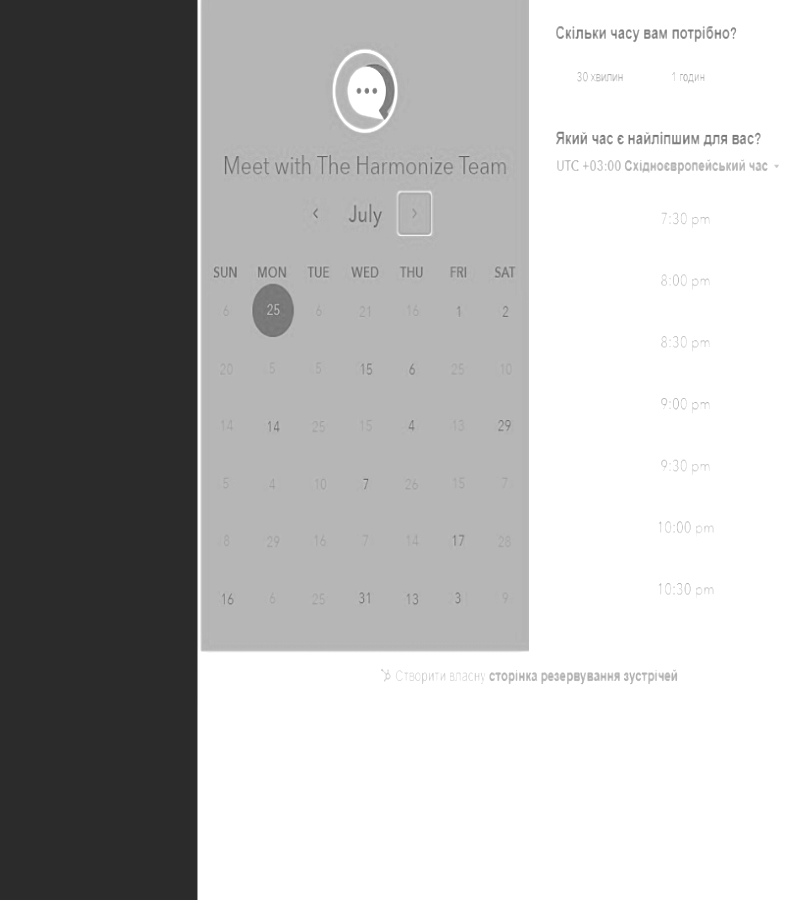 Meet with The Harmonize Team
July
SUN MON TUE WED THU FRI SAT
6 25 6 21 16 1 2
20 5 5 15 6 25 10
14 14 25 15 4 13 29
5 4 10 7 26 15 7
8 29 16 7 14 17 28
16 6 25 31 13 3 9
Скільки часу вам потрібно?
30 хвилин 1 годин
Який час є найліпшим для вас?
UTC +03:00 Східноєвропейський час
7:30 pm
8:00 pm
8:30 pm
9:00 pm
9:30 pm
10:00 pm
10:30 pm
Створити власну сторінка резервування зустрічей